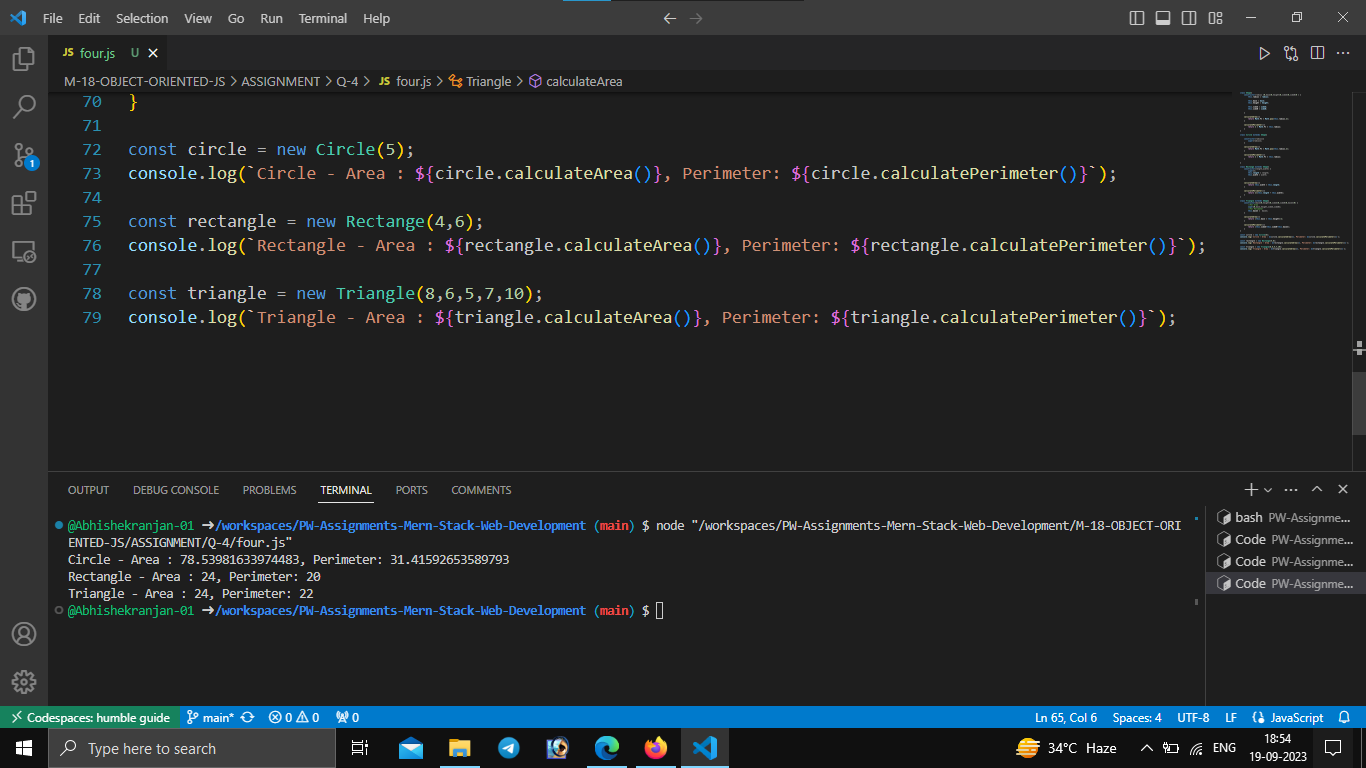 File Edit Selection View Go Run Terminal Help
JS four.js U
M-18-OBJECT-ORIENTED-JS > ASSIGNMENT > Q-4 > JS four.js > Triangle > calculateArea
70 }
71
72 const circle = new Circle(5);
73 console.log(`Circle - Area : ${circle.calculateArea()}, Perimeter: ${circle.calculatePerimeter()}`);
74
75 const rectangle = new Rectange(4,6);
76 console.log(`Rectangle - Area : ${rectangle.calculateArea()}, Perimeter: ${rectangle.calculatePerimeter()}`);
77
78 const triangle = new Triangle(8,6,5,7,10);
79 console.log(`Triangle - Area : ${triangle.calculateArea()}, Perimeter: ${triangle.calculatePerimeter()}`);
OUTPUT DEBUG CONSOLE PROBLEMS TERMINAL PORTS COMMENTS
@Abhishekranjan-01 ➜/workspaces/PW-Assignments-Mern-Stack-Web-Development (main) $ node "/workspaces/PW-Assignments-Mern-Stack-Web-Development/M-18-OBJECT-ORI
ENTED-JS/ASSIGNMENT/Q-4/four.js"
Circle - Area : 78.53981633974483, Perimeter: 31.41592653589793
Rectangle - Area : 24, Perimeter: 20
Triangle - Area : 24, Perimeter: 22
@Abhishekranjan-01 ➜/workspaces/PW-Assignments-Mern-Stack-Web-Development (main) $
bash PW-Assignme...
Code PW-Assignme...
Code PW-Assignme...
Code PW-Assignme...
1
Codespaces: humble guide main* 0 0 0 Ln 65, Col 6 Spaces: 4 UTF-8 LF JavaScript
Type here to search 34°C Haze ENG 18:54
19-09-2023